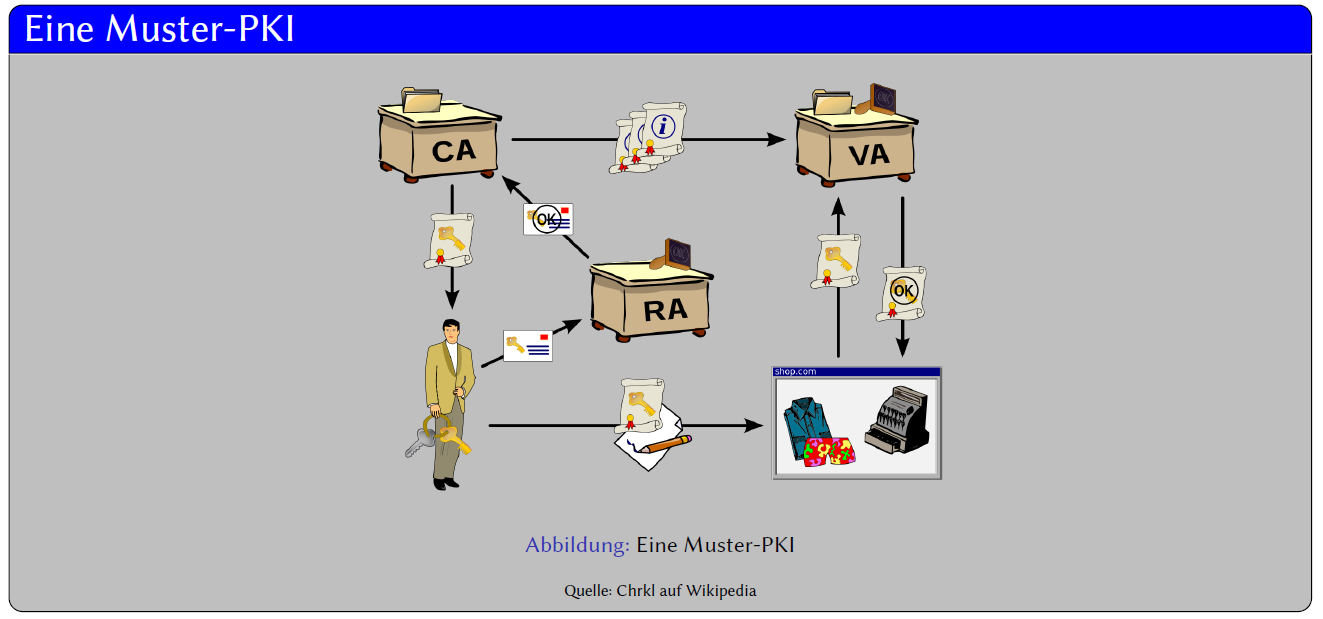 Eine Muster-PKI
CA
i
VA
OK
RA
OK
shop.com
Abbildung: Eine Muster-PKI
Quelle: Chrkl auf Wikipedia